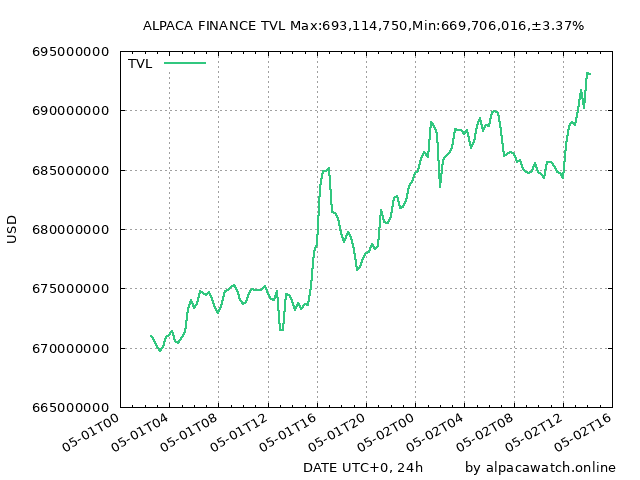 ALPACA FINANCE TVL Max:693,114,750,Min:669,706,016,±3.37%
695000000
TVL
690000000
685000000
680000000
USD
675000000
670000000
665000000
05-01T00
05-01T04
05-01T08
05-01T12
05-01T16
05-01T20
05-02T00
05-02T04
05-02T08
05-02T12
05-02T16
DATE UTC+0, 24h
by alpacawatch.online